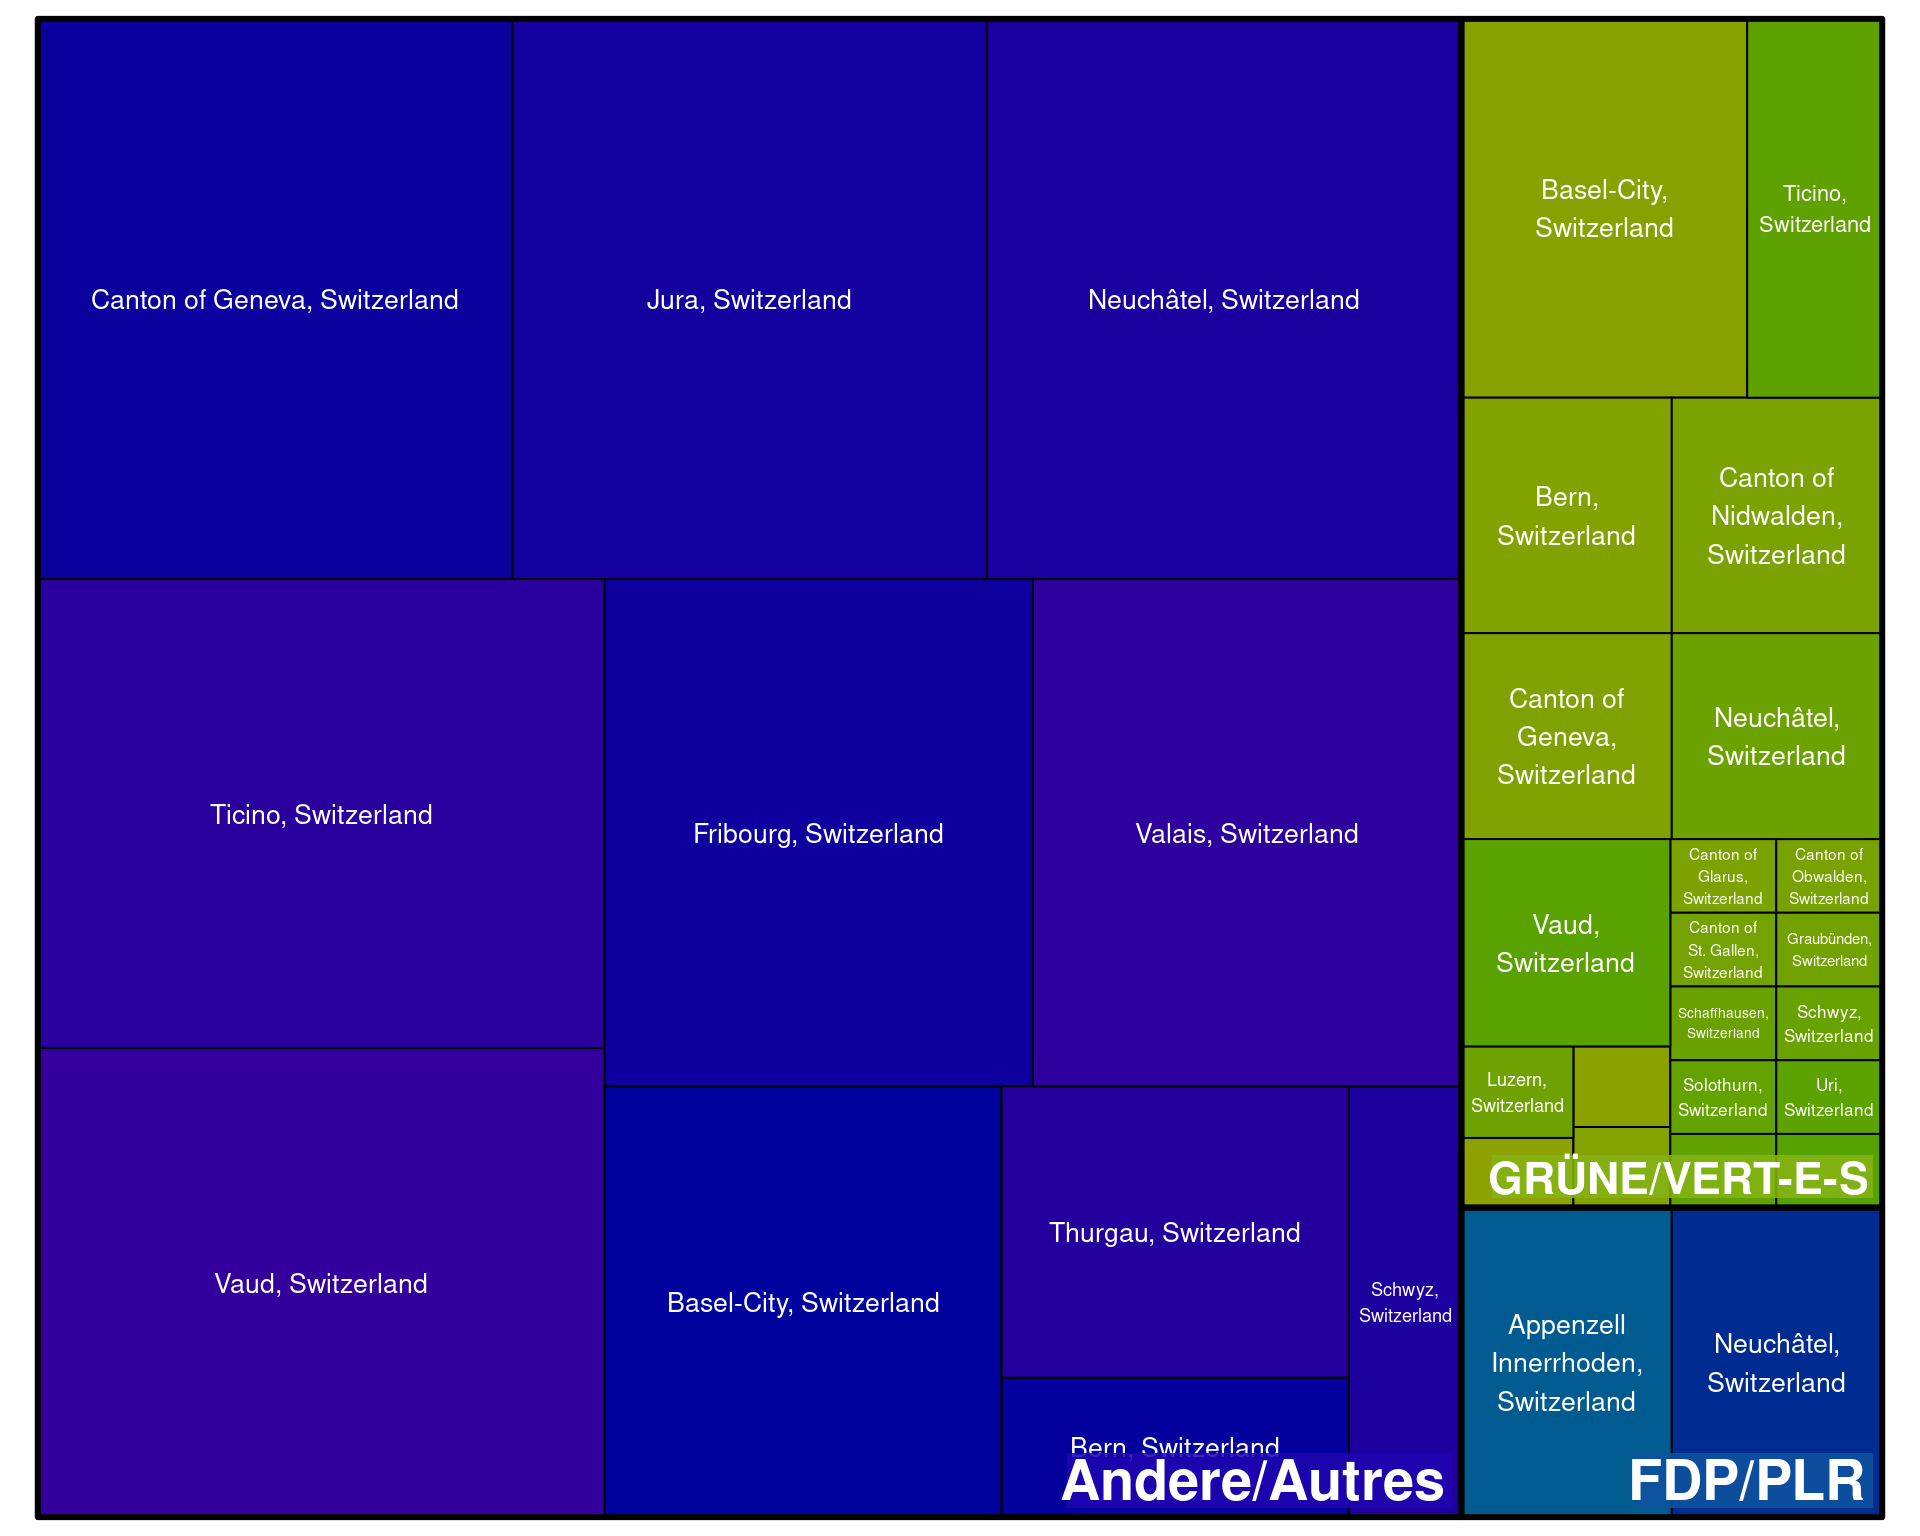 Canton of Geneva, Switzerland
Jura, Switzerland
Neuchâtel, Switzerland
Ticino, Switzerland
Fribourg, Switzerland
Valais, Switzerland
Vaud, Switzerland
Basel-City, Switzerland
Thurgau, Switzerland
Schwyz,
Switzerland
Bern, Switzerland
Andere/Autres
Basel-City,
Switzerland
Ticino,
Switzerland
Bern,
Switzerland
Canton of
Nidwalden,
Switzerland
Canton of
Geneva,
Switzerland
Neuchâtel,
Switzerland
Vaud,
Switzerland
Canton of
Glarus,
Switzerland
Canton of
Obwalden,
Switzerland
Canton of
St. Gallen,
Switzerland
Graubünden,
Switzerland
Schaffhausen,
Switzerland
Schwyz,
Switzerland
Luzern,
Switzerland
Solothurn,
Switzerland
Uri,
Switzerland
GRÜNE/VERT-E-S
Appenzell
Innerrhoden,
Switzerland
Neuchâtel,
Switzerland
FDP/PLR